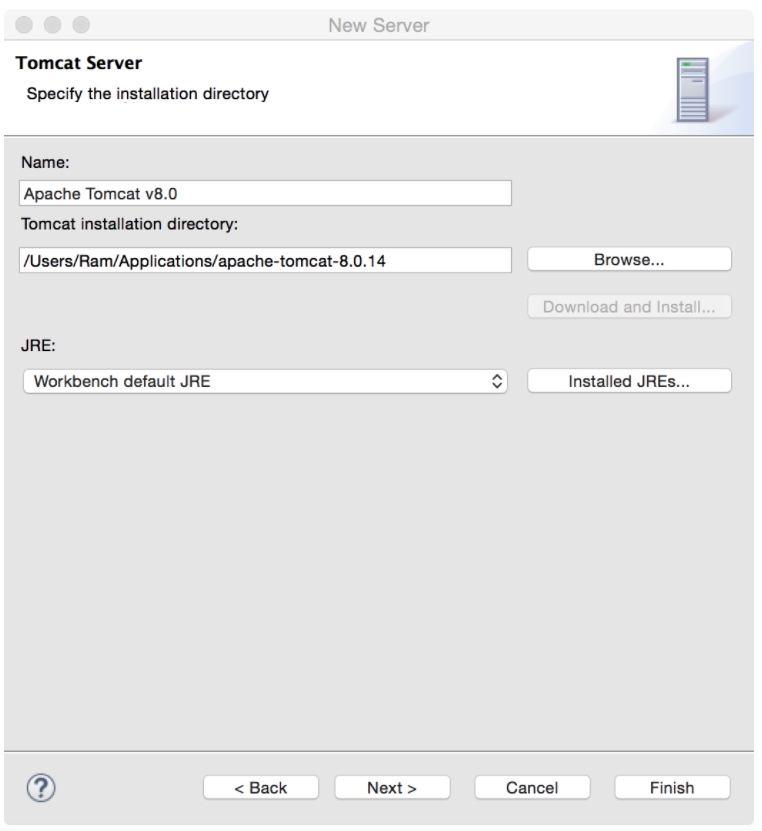 New Server
Tomcat Server
Specify the installation directory
Name:
Apache Tomcat v8.0
Tomcat installation directory:
/Users/Ram/Applications/apache-tomcat-8.0.14
Browse...
Download and Install...
JRE:
Workbench default JRE
Installed JREs...
?
< Back
Next >
Cancel
Finish